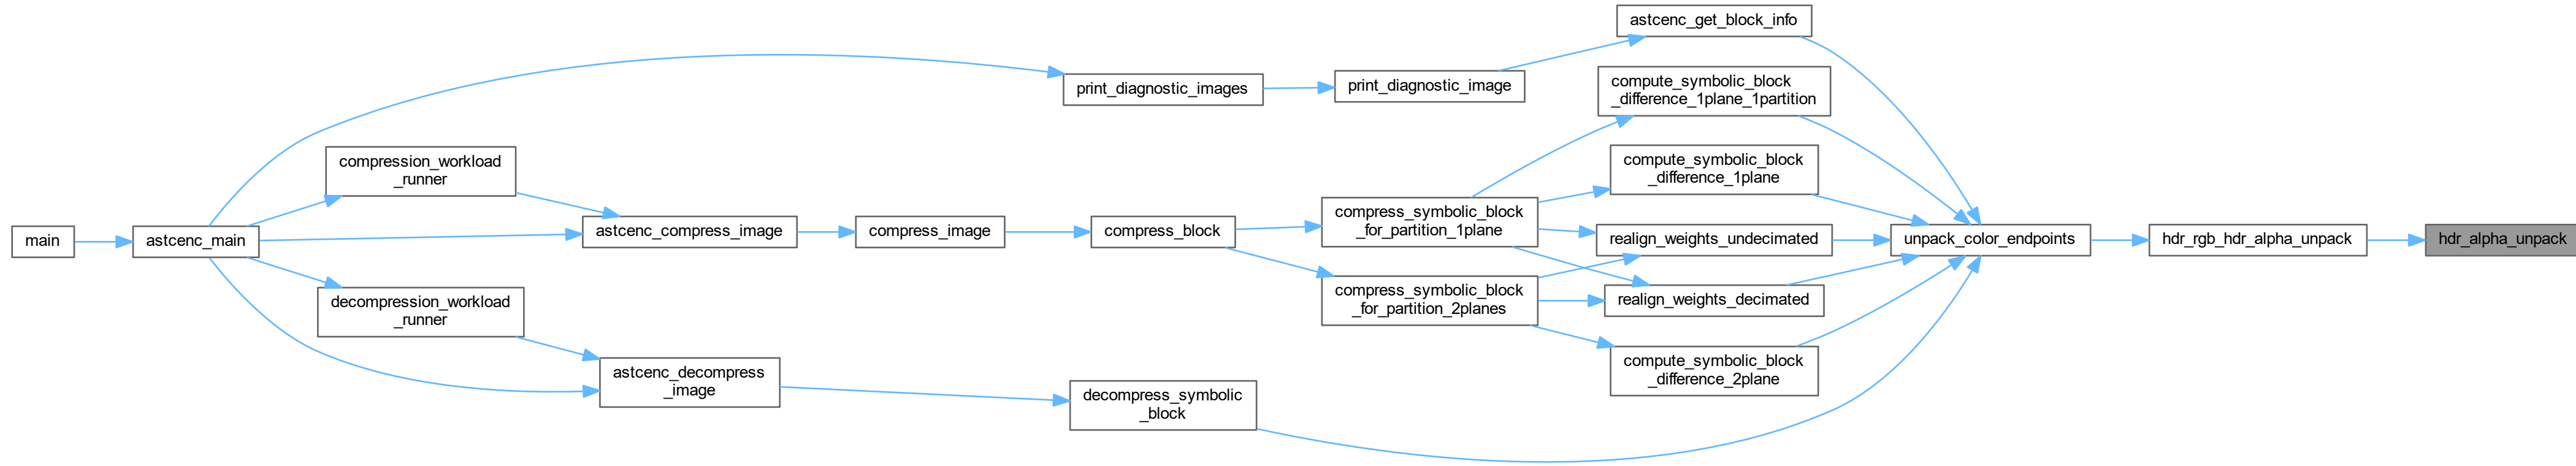 main
astcenc_main
compression_workload
_runner
decompression_workload
_runner
astcenc_compress_image
astcenc_decompress
_image
compress_image
print_diagnostic_images
compress_block
decompress_symbolic
_block
print_diagnostic_image
compress_symbolic_block
_for_partition_1plane
compress_symbolic_block
_for_partition_2planes
astcenc_get_block_info
compute_symbolic_block
_difference_1plane_1partition
compute_symbolic_block
_difference_1plane
realign_weights_undecimated
realign_weights_decimated
compute_symbolic_block
_difference_2plane
unpack_color_endpoints
hdr_rgb_hdr_alpha_unpack
hdr_alpha_unpack